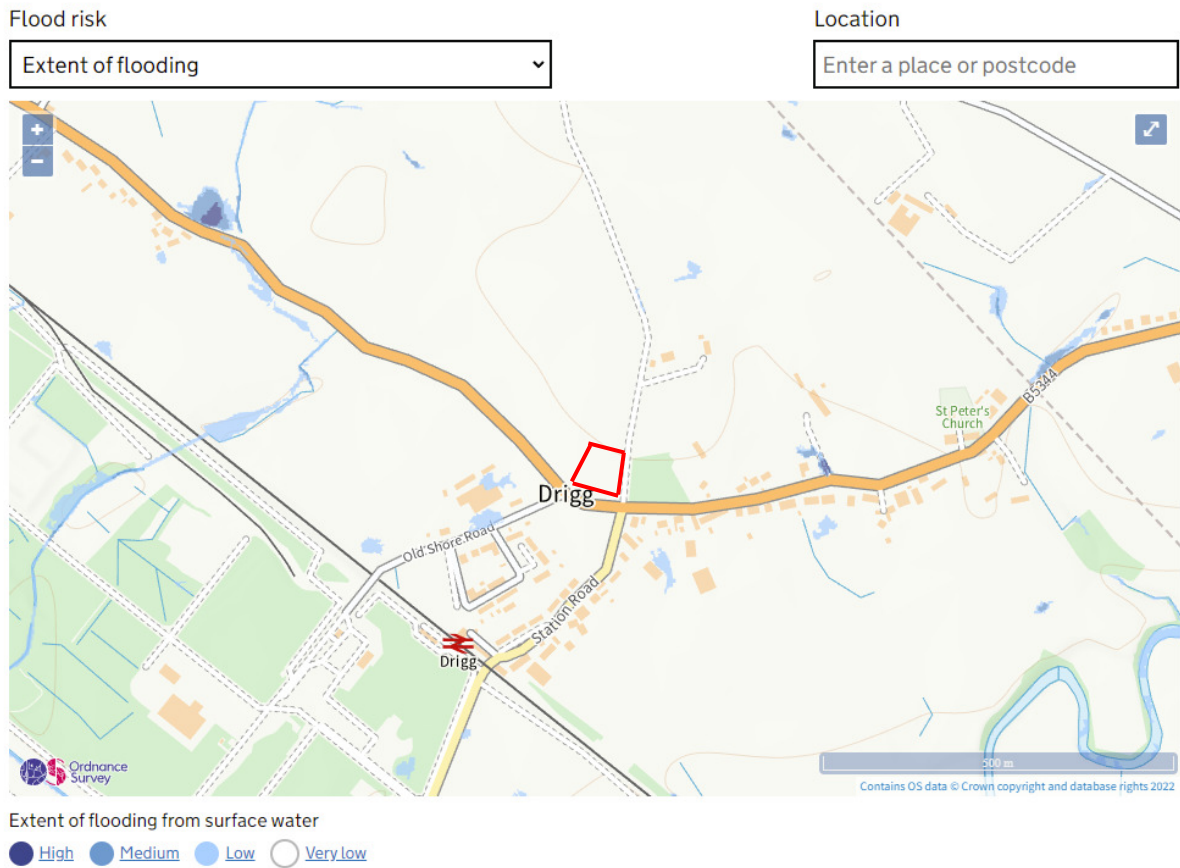 Flood risk
Location
Extent of flooding
Enter a place or postcode
+
−
St Peter's
Church
B5344
Drigg
Old Shore Road
Station Road
Drigg
Ordnance
Survey
500 m
Contains OS data © Crown copyright and database rights 2022
Extent of flooding from surface water
High Medium Low Very low